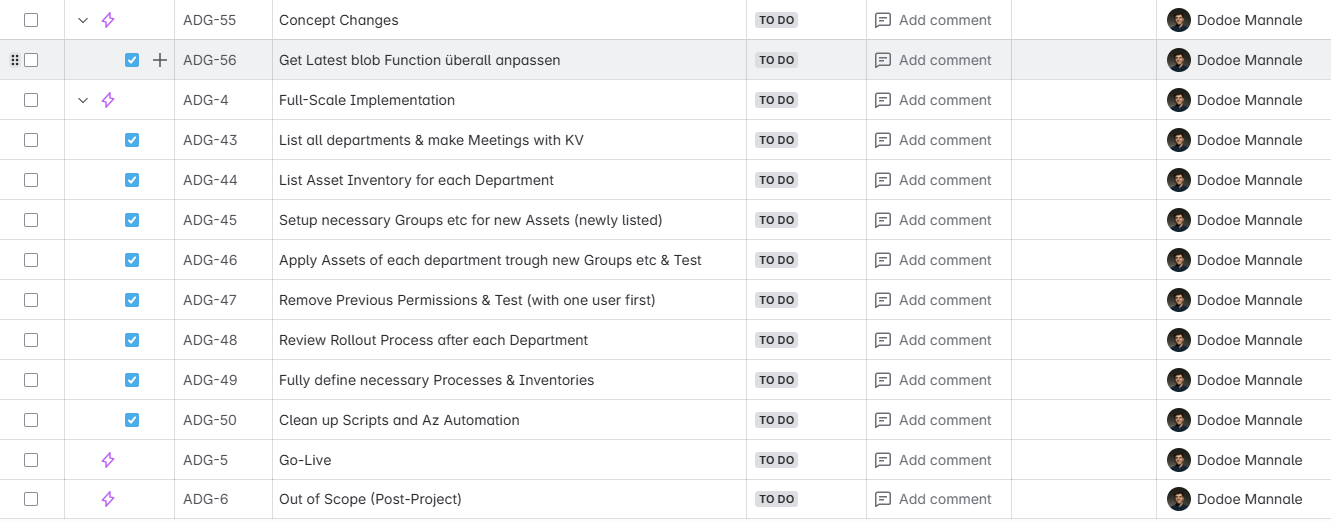 ADG-55 Concept Changes TO DO Add comment Dodoe Mannale
ADG-56 Get Latest blob Function überall anpassen TO DO Add comment Dodoe Mannale
ADG-4 Full-Scale Implementation TO DO Add comment Dodoe Mannale
ADG-43 List all departments & make Meetings with KV TO DO Add comment Dodoe Mannale
ADG-44 List Asset Inventory for each Department TO DO Add comment Dodoe Mannale
ADG-45 Setup necessary Groups etc for new Assets (newly listed) TO DO Add comment Dodoe Mannale
ADG-46 Apply Assets of each department trough new Groups etc & Test TO DO Add comment Dodoe Mannale
ADG-47 Remove Previous Permissions & Test (with one user first) TO DO Add comment Dodoe Mannale
ADG-48 Review Rollout Process after each Department TO DO Add comment Dodoe Mannale
ADG-49 Fully define necessary Processes & Inventories TO DO Add comment Dodoe Mannale
ADG-50 Clean up Scripts and Az Automation TO DO Add comment Dodoe Mannale
ADG-5 Go-Live TO DO Add comment Dodoe Mannale
ADG-6 Out of Scope (Post-Project) TO DO Add comment Dodoe Mannale